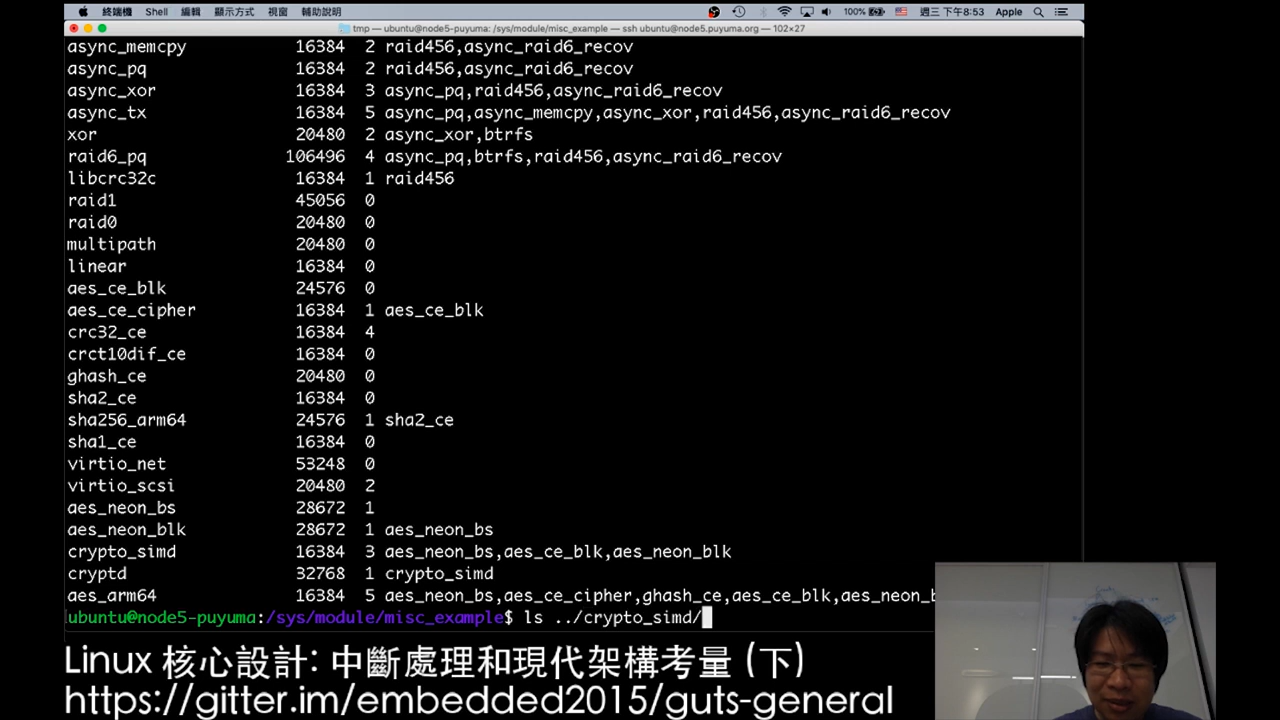 終端機 Shell 編輯 顯示方式 視窗 輔助說明 100% 週三 下午8:53 Apple
tmp — ubuntu@node5-puyuma: /sys/module/misc_example — ssh ubuntu@node5.puyuma.org — 102×27
async_memcpy 16384 2 raid456,async_raid6_recov
async_pq 16384 2 raid456,async_raid6_recov
async_xor 16384 3 async_pq,raid456,async_raid6_recov
async_tx 16384 5 async_pq,async_memcpy,async_xor,raid456,async_raid6_recov
xor 20480 2 async_xor,btrfs
raid6_pq 106496 4 async_pq,btrfs,raid456,async_raid6_recov
libcrc32c 16384 1 raid456
raid1 45056 0
raid0 20480 0
multipath 20480 0
linear 16384 0
aes_ce_blk 24576 0
aes_ce_cipher 16384 1 aes_ce_blk
crc32_ce 16384 4
crct10dif_ce 16384 0
ghash_ce 20480 0
sha2_ce 16384 0
sha256_arm64 24576 1 sha2_ce
sha1_ce 16384 0
virtio_net 53248 0
virtio_scsi 20480 2
aes_neon_bs 28672 1
aes_neon_blk 28672 1 aes_neon_bs
crypto_simd 16384 3 aes_neon_bs,aes_ce_blk,aes_neon_blk
cryptd 32768 1 crypto_simd
aes_arm64 16384 5 aes_neon_bs,aes_ce_cipher,ghash_ce,aes_ce_blk,aes_neon_b
ubuntu@node5-puyuma:/sys/module/misc_example$ ls ../crypto_simd/
Linux 核心設計: 中斷處理和現代架構考量 (下)
https://gitter.im/embedded2015/guts-general